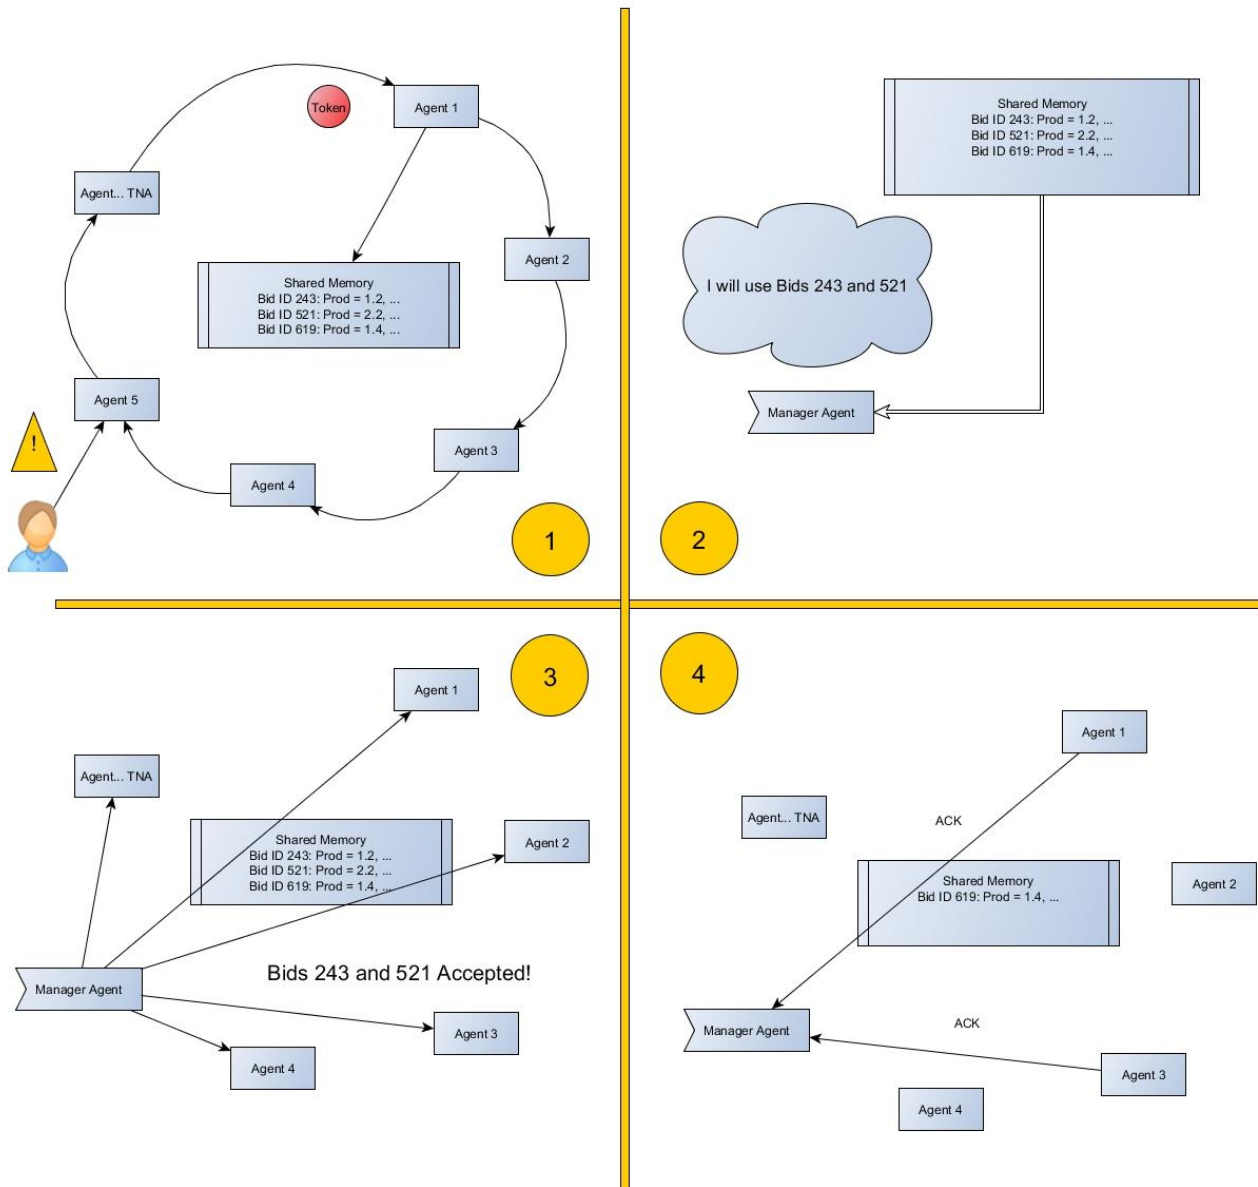 Token
Agent 1
Agent... TNA
Agent 2
Shared Memory
Bid ID 243: Prod = 1.2, ...
Bid ID 521: Prod = 2.2, ...
Bid ID 619: Prod = 1.4, ...
Agent 5
!
Agent 3
Agent 4
1
Shared Memory
Bid ID 243: Prod = 1.2, ...
Bid ID 521: Prod = 2.2, ...
Bid ID 619: Prod = 1.4, ...
I will use Bids 243 and 521
Manager Agent
2
3
Agent 1
Agent... TNA
Agent 2
Shared Memory
Bid ID 243: Prod = 1.2, ...
Bid ID 521: Prod = 2.2, ...
Bid ID 619: Prod = 1.4, ...
Bids 243 and 521 Accepted!
Manager Agent
Agent 3
Agent 4
4
Agent 1
Agent... TNA
ACK
Agent 2
Shared Memory
Bid ID 619: Prod = 1.4, ...
Manager Agent
ACK
Agent 3
Agent 4